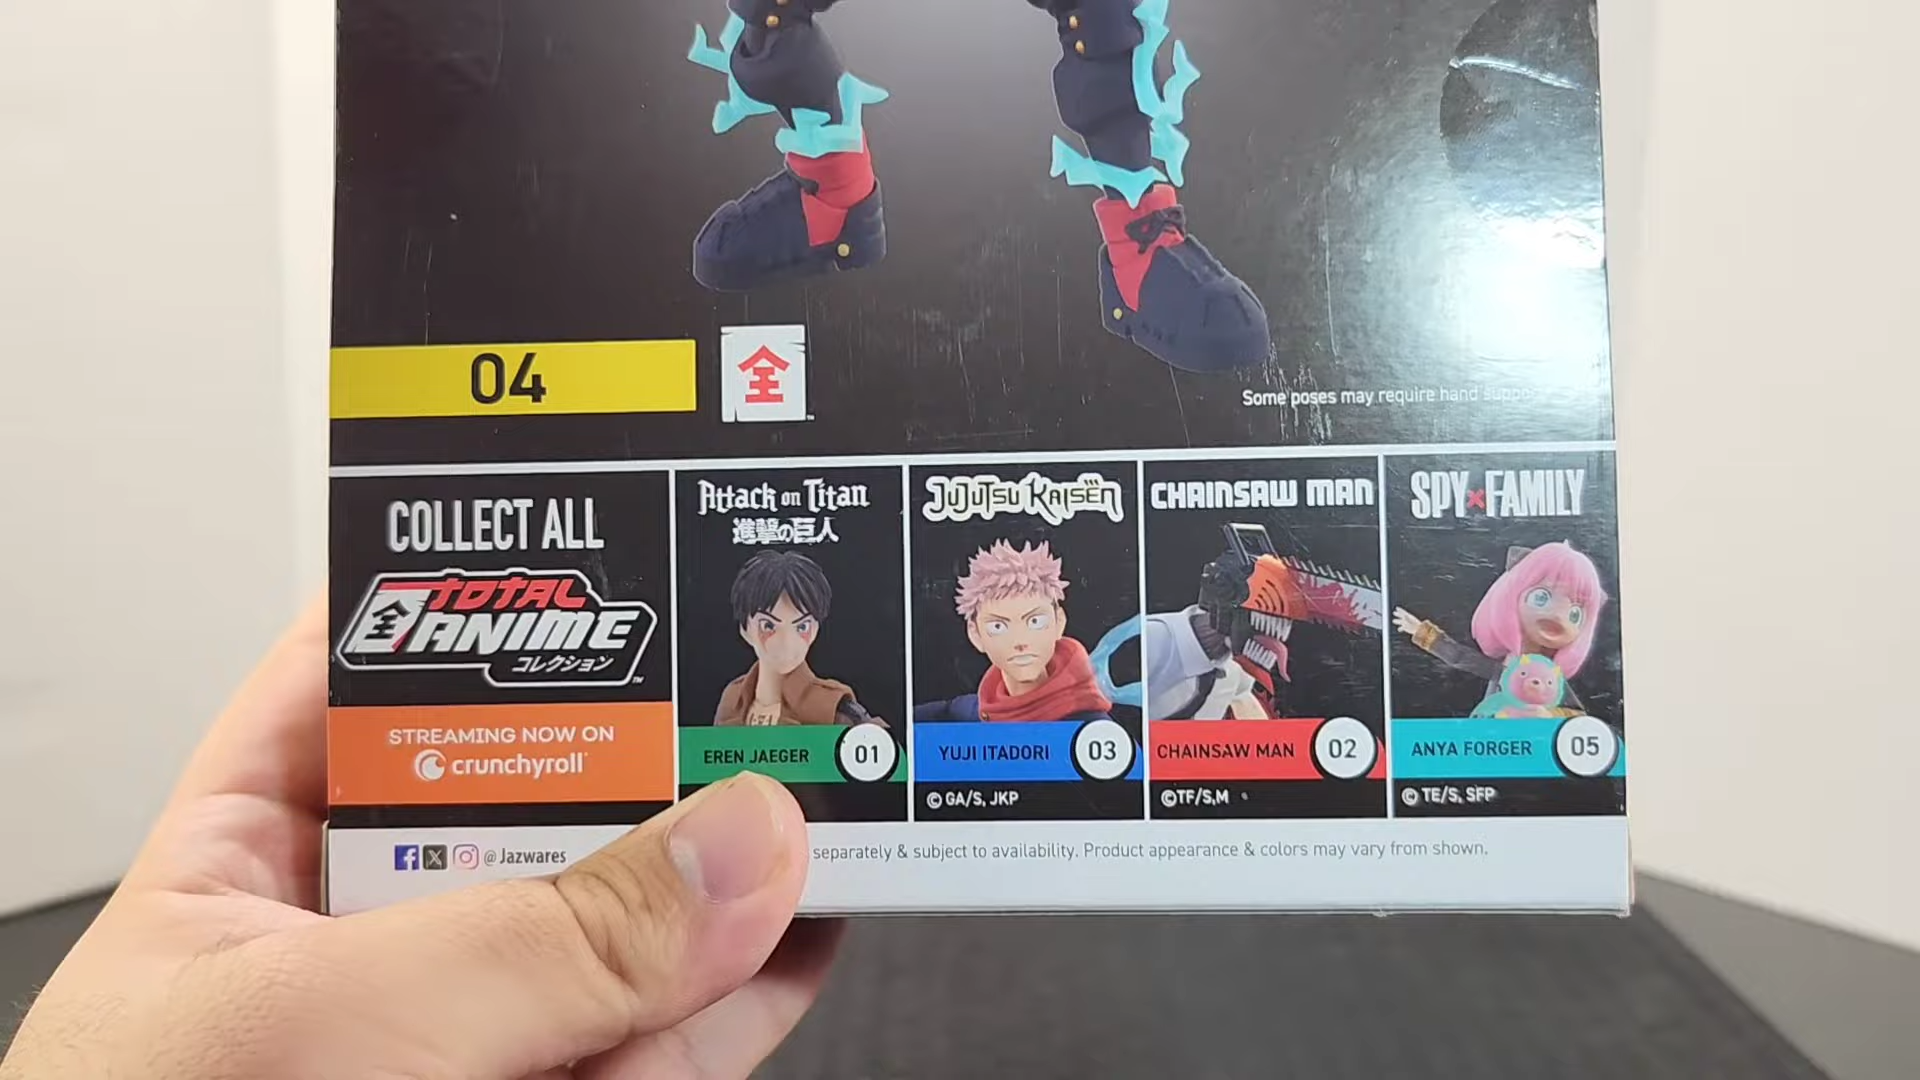 04
全
Some poses may require hand support
COLLECT ALL
全 TOTAL
ANIME
コレクション
TM
STREAMING NOW ON
crunchyroll
Attack on Titan
進撃の巨人
EREN JAEGER 01
JUJUTSU KAISEN
YUJI ITADORI 03
© GA/S, JKP
CHAINSAW MAN
CHAINSAW MAN 02
©TF/S,M
SPY×FAMILY
ANYA FORGER 05
© TE/S, SFP
@Jazwares
separately & subject to availability. Product appearance & colors may vary from shown.